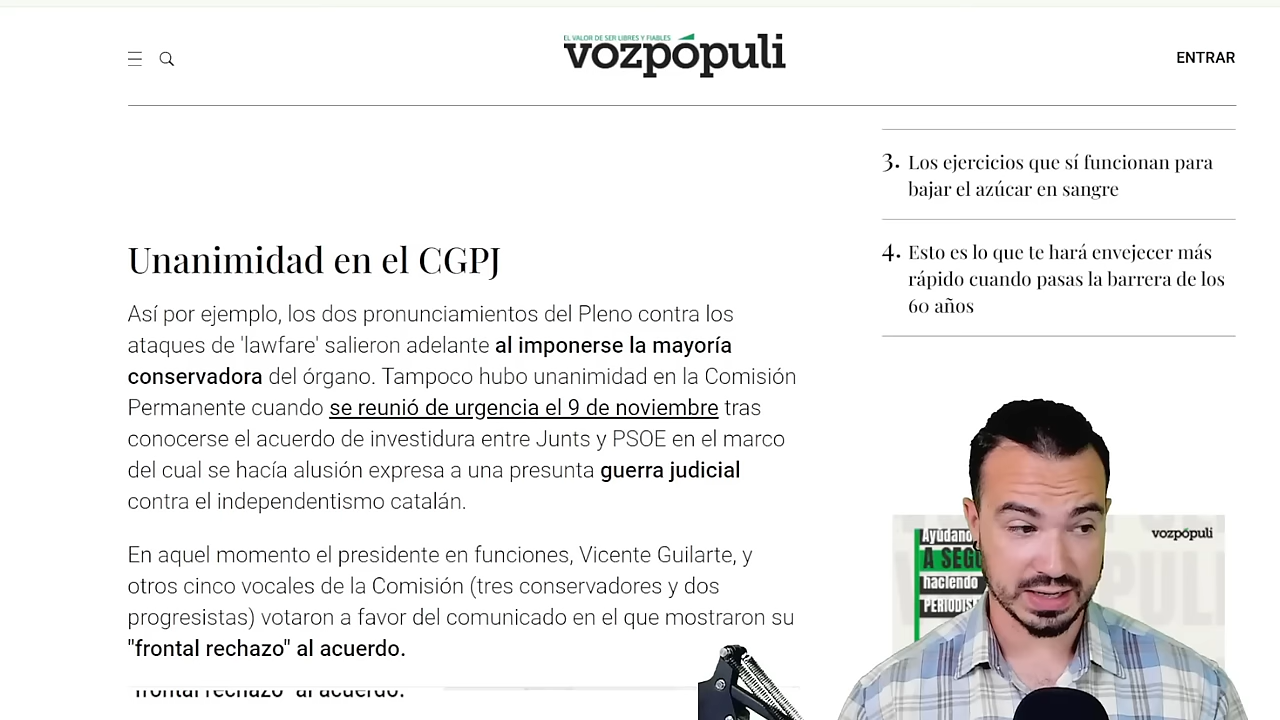 EL VALOR DE SER LIBRES Y FIABLES
vozpópuli
ENTRAR
3. Los ejercicios que sí funcionan para
bajar el azúcar en sangre
4. Esto es lo que te hará envejecer más
rápido cuando pasas la barrera de los
60 años
Unanimidad en el CGPJ
Así por ejemplo, los dos pronunciamientos del Pleno contra los
ataques de 'lawfare' salieron adelante al imponerse la mayoría
conservadora del órgano. Tampoco hubo unanimidad en la Comisión
Permanente cuando se reunió de urgencia el 9 de noviembre tras
conocerse el acuerdo de investidura entre Junts y PSOE en el marco
del cual se hacía alusión expresa a una presunta guerra judicial
contra el independentismo catalán.
En aquel momento el presidente en funciones, Vicente Guilarte, y
otros cinco vocales de la Comisión (tres conservadores y dos
progresistas) votaron a favor del comunicado en el que mostraron su
"frontal rechazo" al acuerdo.
"frontal rechazo" al acuerdo.
vozpópuli
haciendo